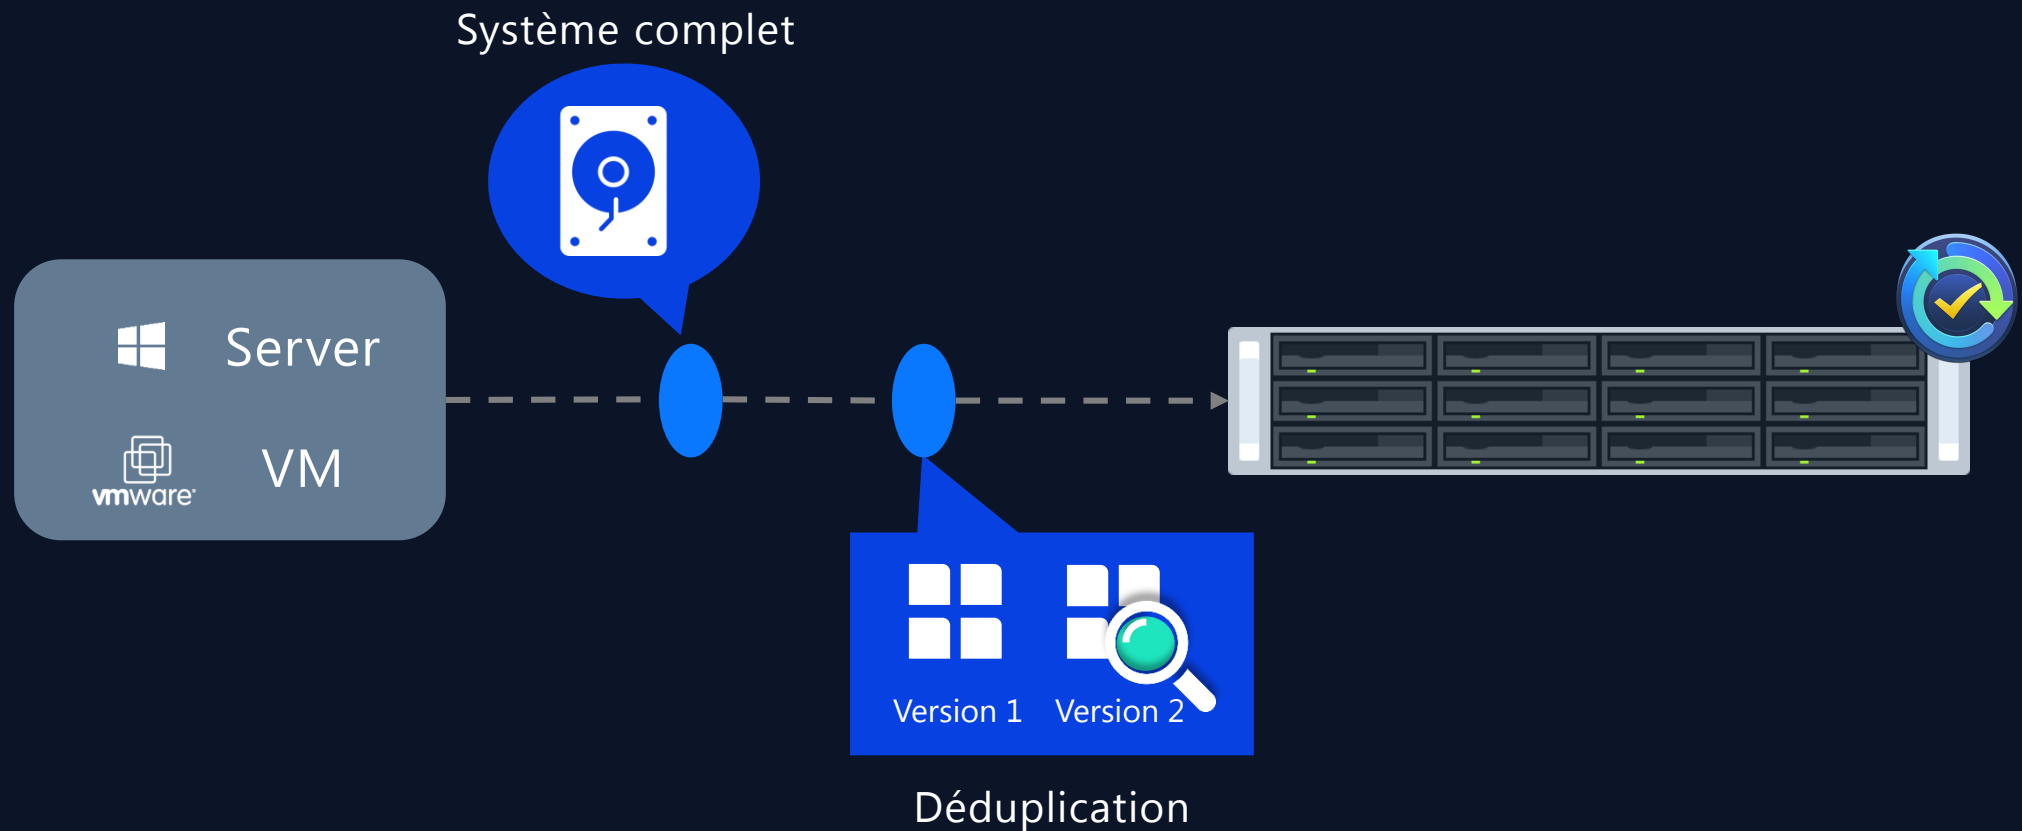 Système complet
Server
vmware
VM
Version 1
Version 2
Déduplication